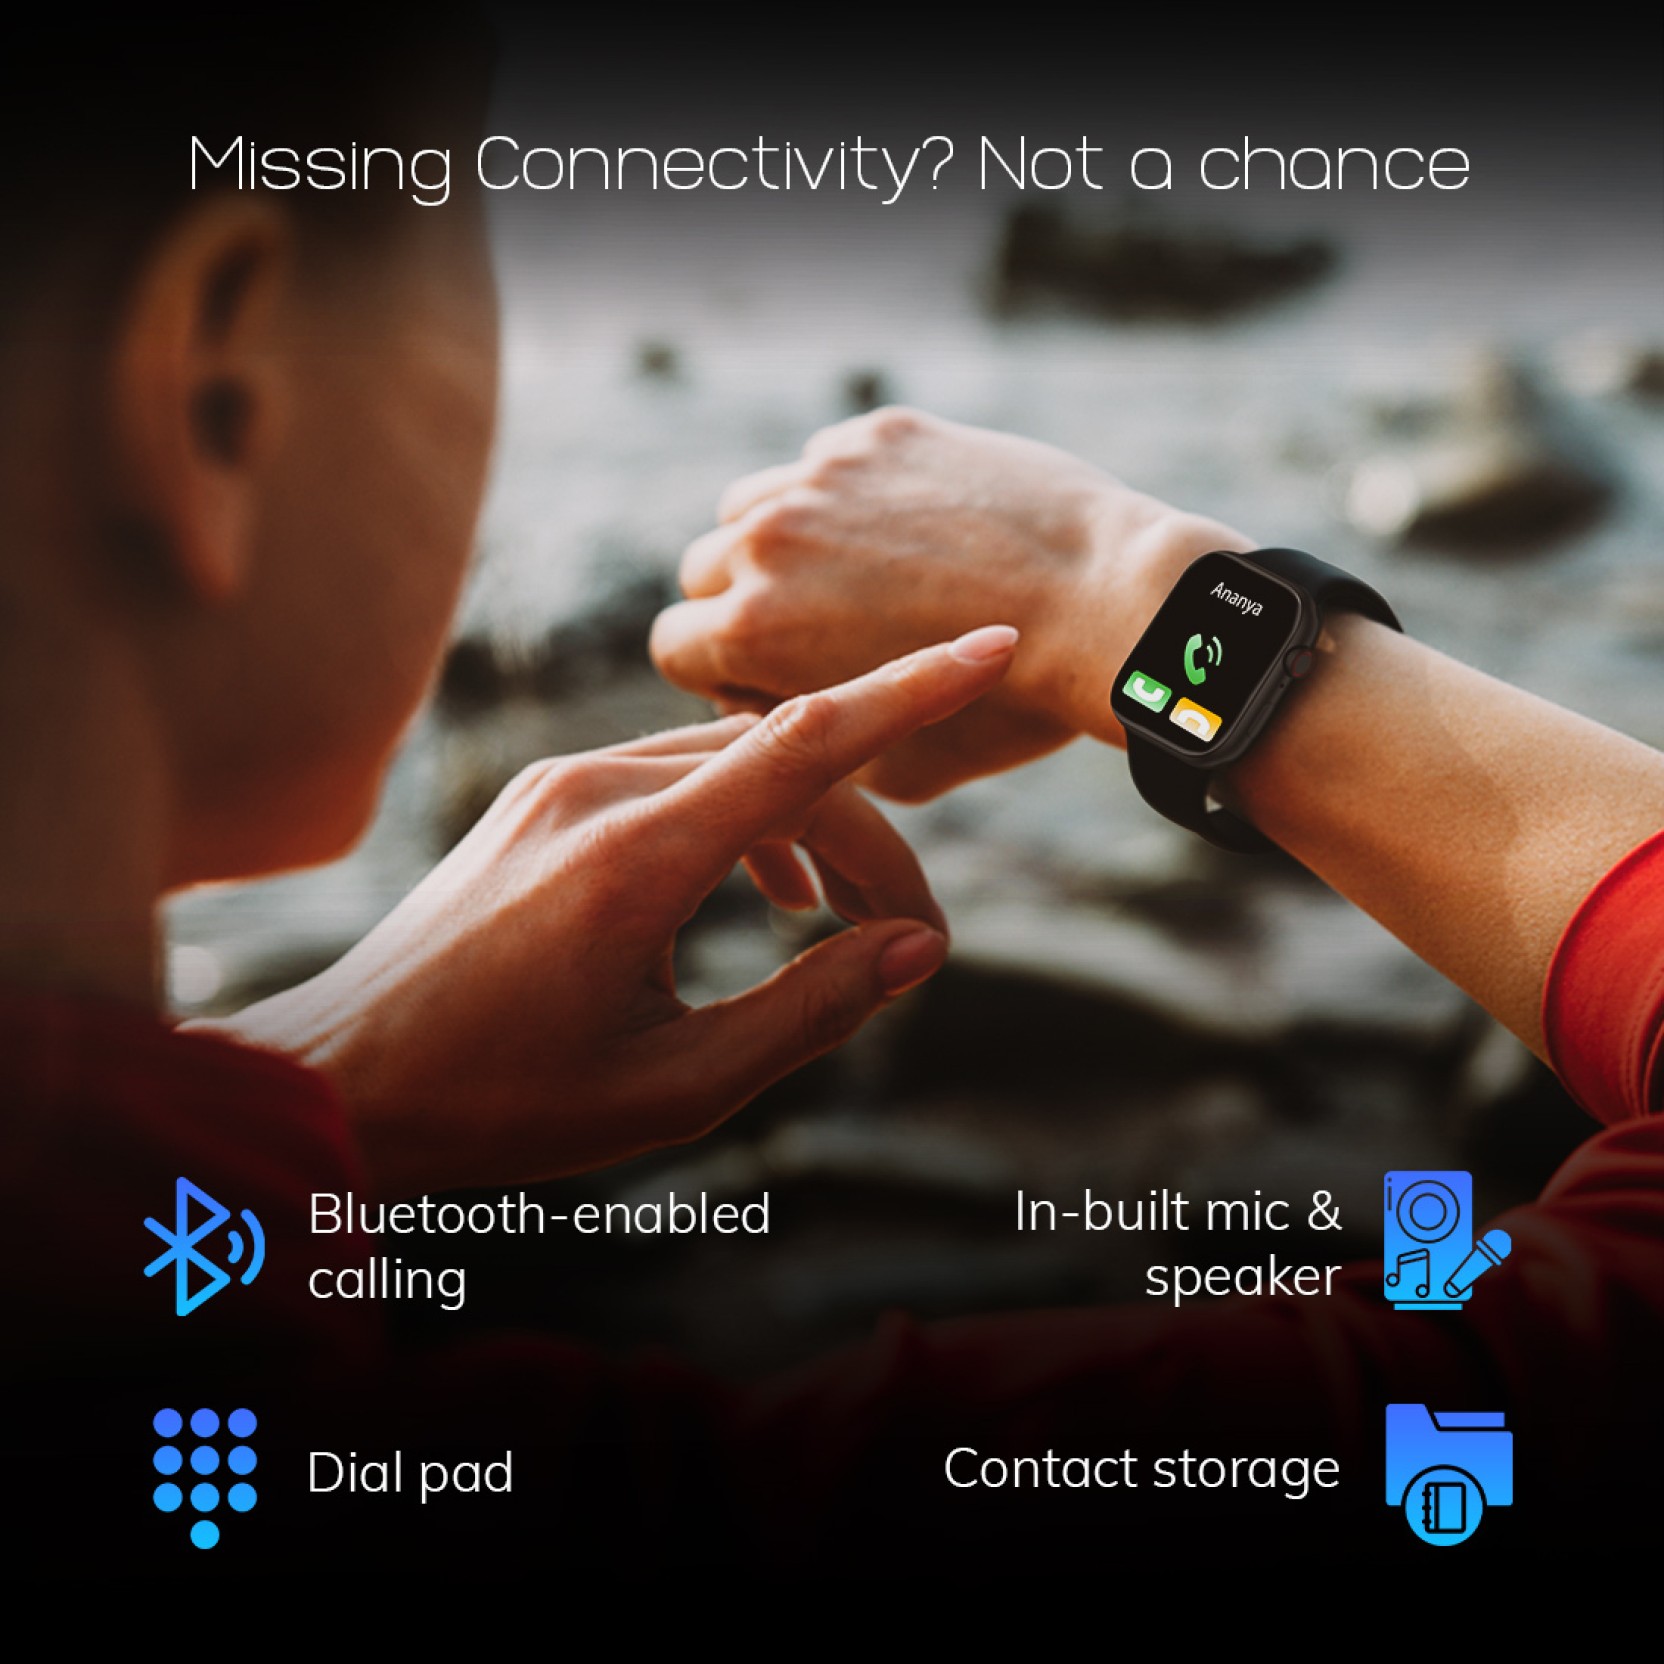 Missing Connectivity? Not a chance
Ananya
Bluetooth-enabled
calling
In-built mic &
speaker
Dial pad
Contact storage